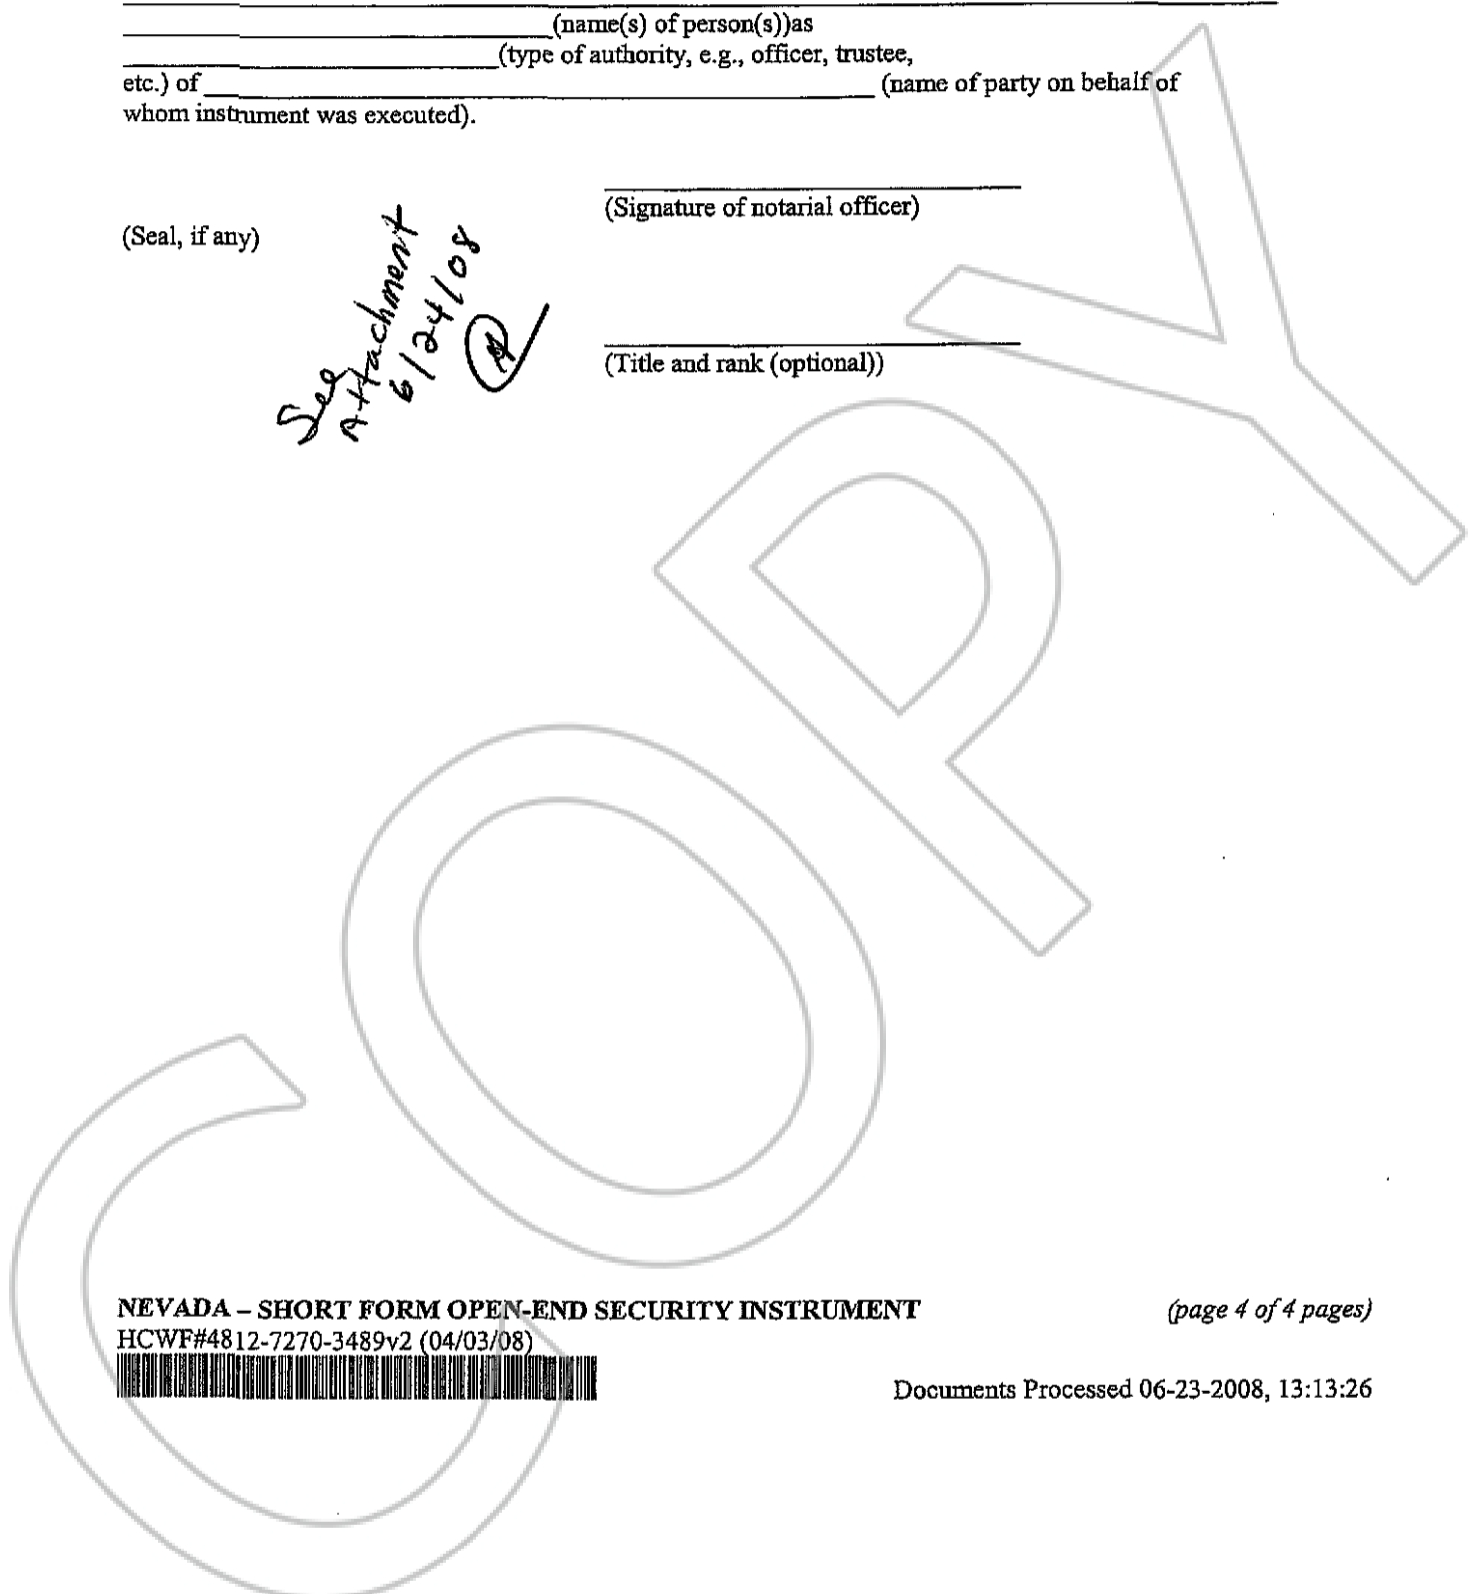 (name(s) of person(s))as
(type of authority, e.g., officer, trustee,
etc.) of (name of party on behalf of
whom instrument was executed).
(Signature of notarial officer)
(Seal, if any)
See
Attachment
6/24/08
(Title and rank (optional))
COPY
NEVADA – SHORT FORM OPEN-END SECURITY INSTRUMENT (page 4 of 4 pages)
HCWF#4812-7270-3489v2 (04/03/08)
Documents Processed 06-23-2008, 13:13:26